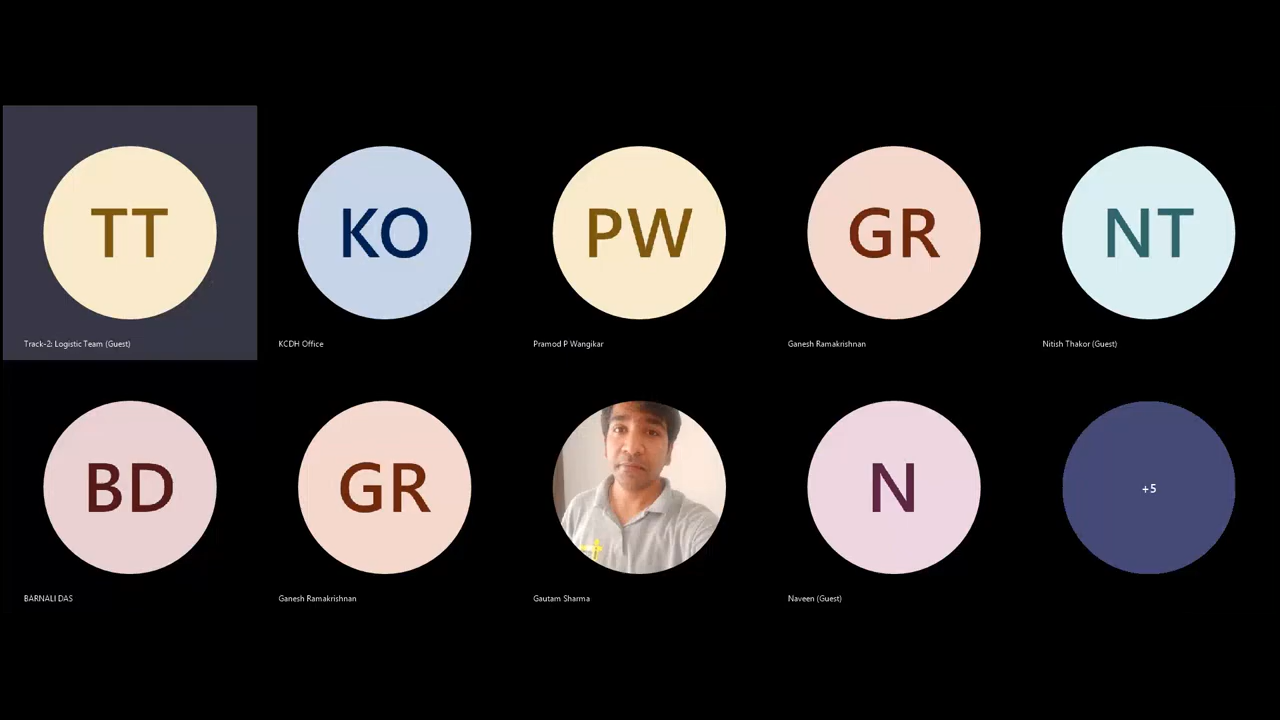 TT
KO
PW
GR
NT
Track-2: Logistic Team (Guest)
KCDH Office
Pramod P Wangikar
Ganesh Ramakrishnan
Nitish Thakor (Guest)
BD
GR
N
+5
BARNALI DAS
Ganesh Ramakrishnan
Gautam Sharma
Naveen (Guest)